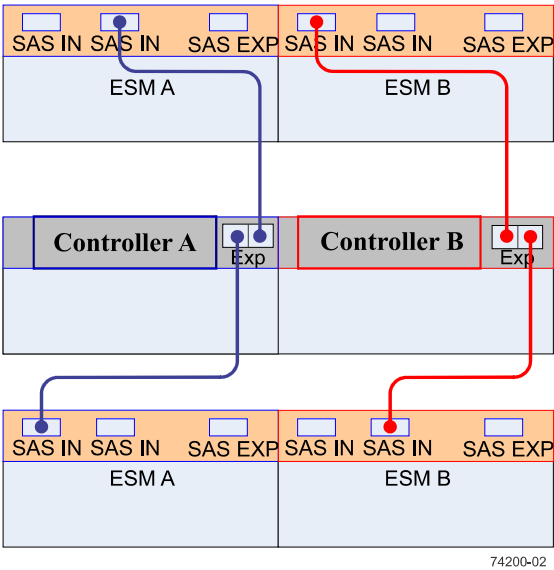 SAS IN SAS IN SAS EXP SAS IN SAS IN SAS EXP
ESM A ESM B
Controller A Exp Controller B Exp
SAS IN SAS IN SAS EXP SAS IN SAS IN SAS EXP
ESM A ESM B
74200-02